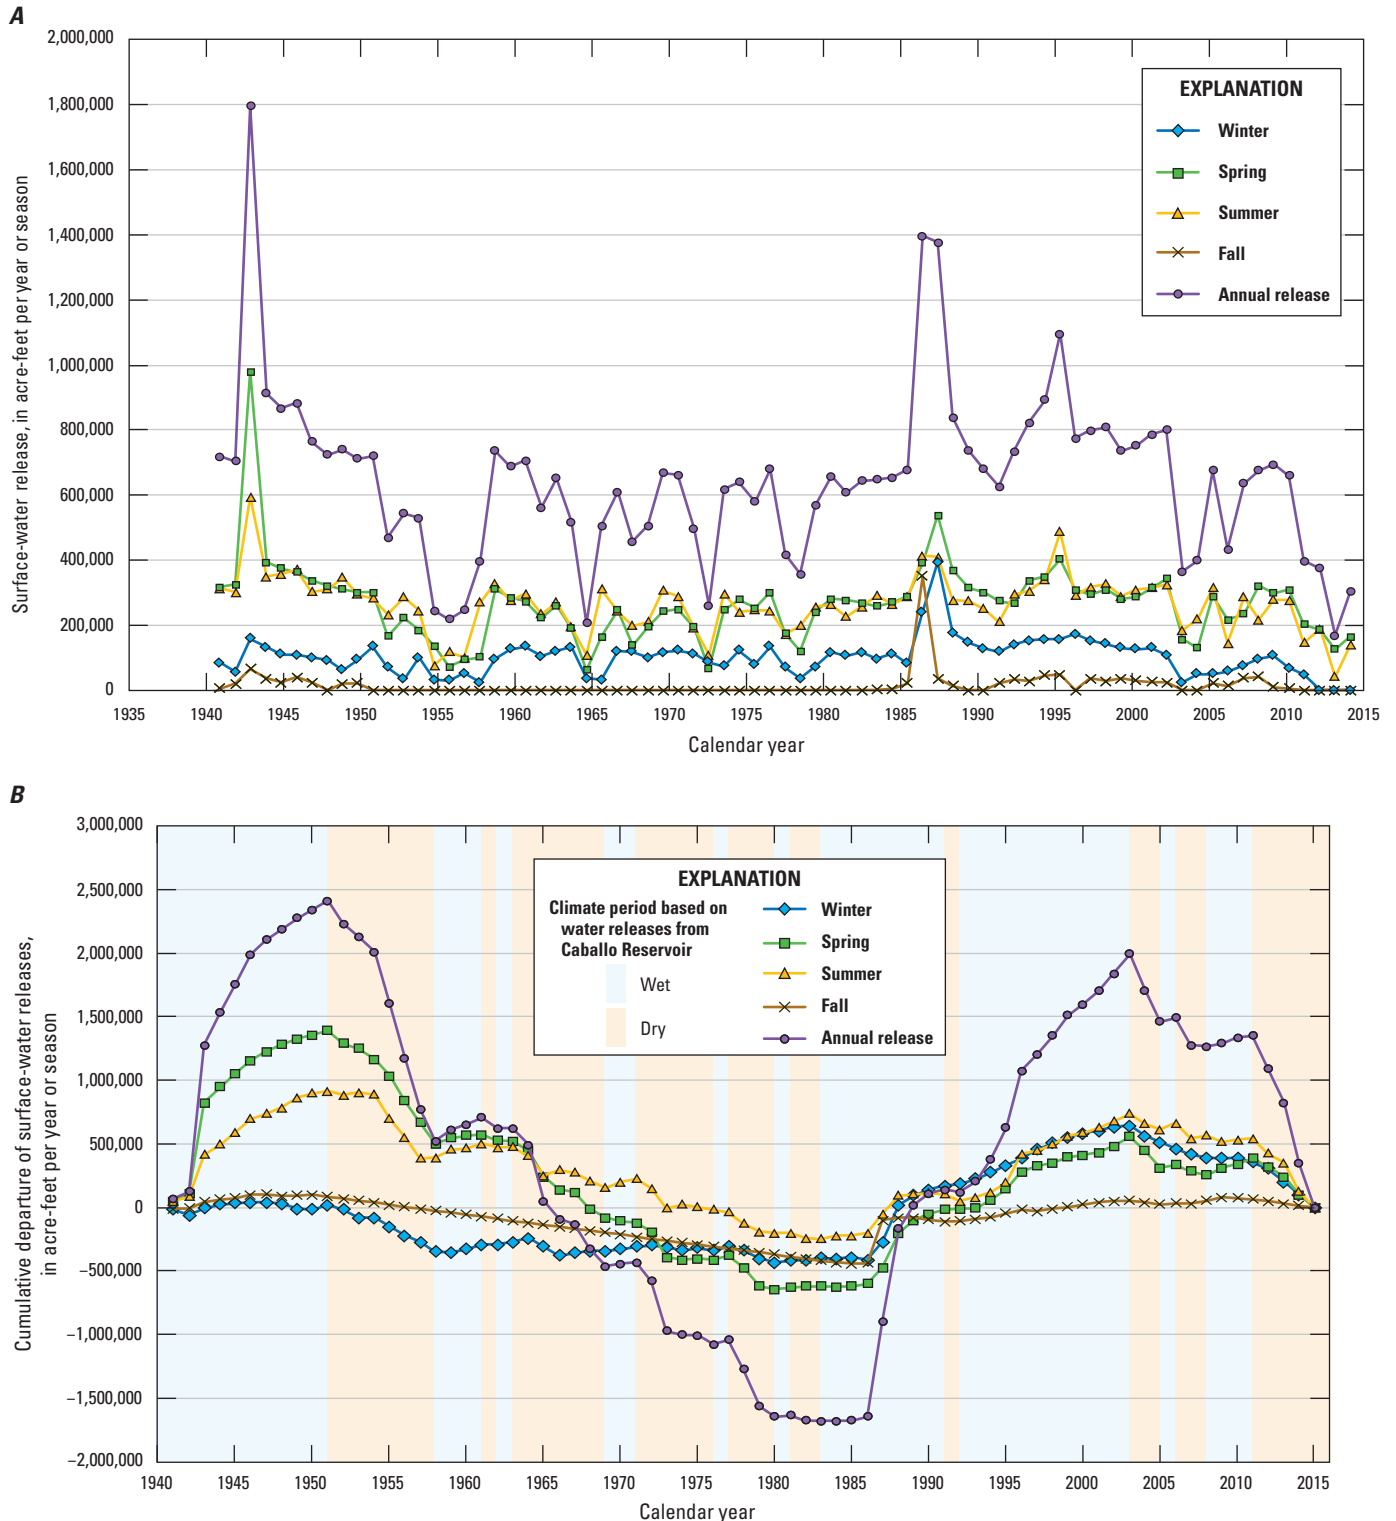 A
Surface-water release, in acre-feet per year or season
2,000,000
1,800,000
1,600,000
1,400,000
1,200,000
1,000,000
800,000
600,000
400,000
200,000
0
EXPLANATION
Winter
Spring
Summer
Fall
Annual release
1935 1940 1945 1950 1955 1960 1965 1970 1975 1980 1985 1990 1995 2000 2005 2010 2015
Calendar year
B
Cumulative departure of surface-water releases,
in acre-feet per year or season
3,000,000
2,500,000
2,000,000
1,500,000
1,000,000
500,000
0
−500,000
−1,000,000
−1,500,000
−2,000,000
EXPLANATION
Climate period based on
water releases from
Caballo Reservoir
Wet
Dry
Winter
Spring
Summer
Fall
Annual release
1940 1945 1950 1955 1960 1965 1970 1975 1980 1985 1990 1995 2000 2005 2010 2015
Calendar year